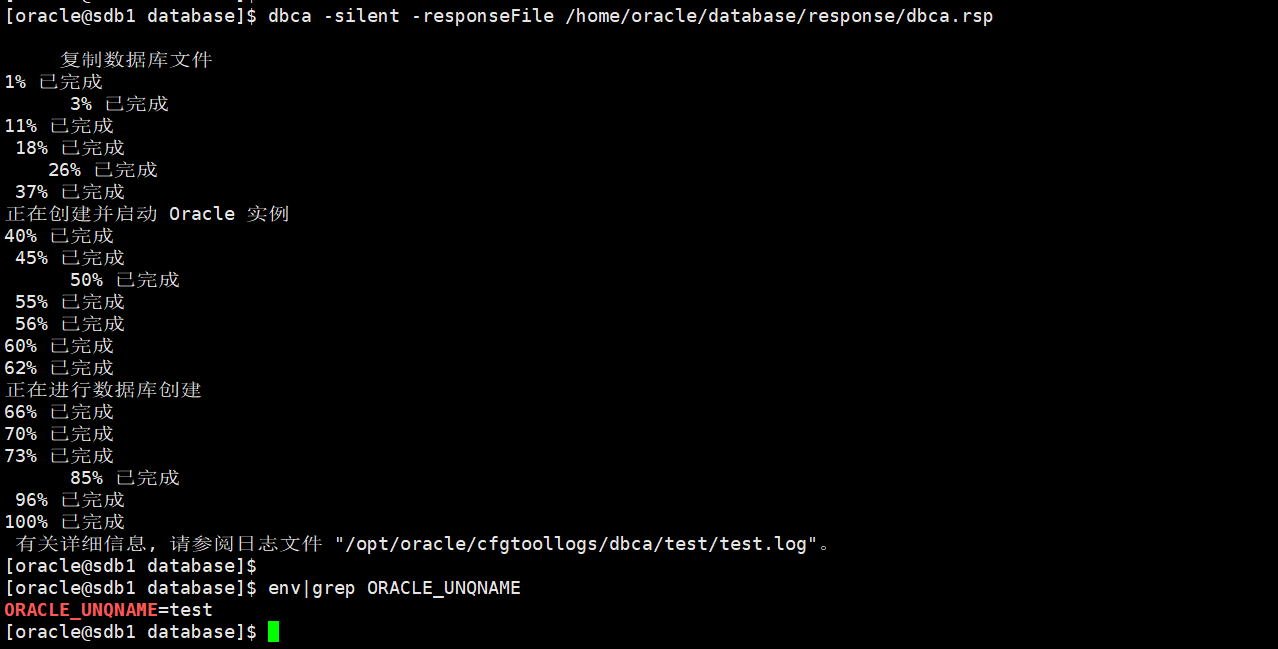 [oracle@sdb1 database]$ dbca -silent -responseFile /home/oracle/database/response/dbca.rsp
复制数据库文件
1% 已完成
3% 已完成
11% 已完成
18% 已完成
26% 已完成
37% 已完成
正在创建并启动 Oracle 实例
40% 已完成
45% 已完成
50% 已完成
55% 已完成
56% 已完成
60% 已完成
62% 已完成
正在进行数据库创建
66% 已完成
70% 已完成
73% 已完成
85% 已完成
96% 已完成
100% 已完成
有关详细信息, 请参阅日志文件 "/opt/oracle/cfgtoollogs/dbca/test/test.log"。
[oracle@sdb1 database]$
[oracle@sdb1 database]$ env|grep ORACLE_UNQNAME
ORACLE_UNQNAME=test
[oracle@sdb1 database]$